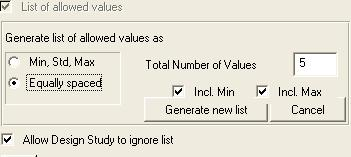 List of allowed values
Generate list of allowed values as
Min, Std, Max
Total Number of Values 5
Equally spaced
Incl. Min Incl. Max
Generate new list Cancel
Allow Design Study to ignore list